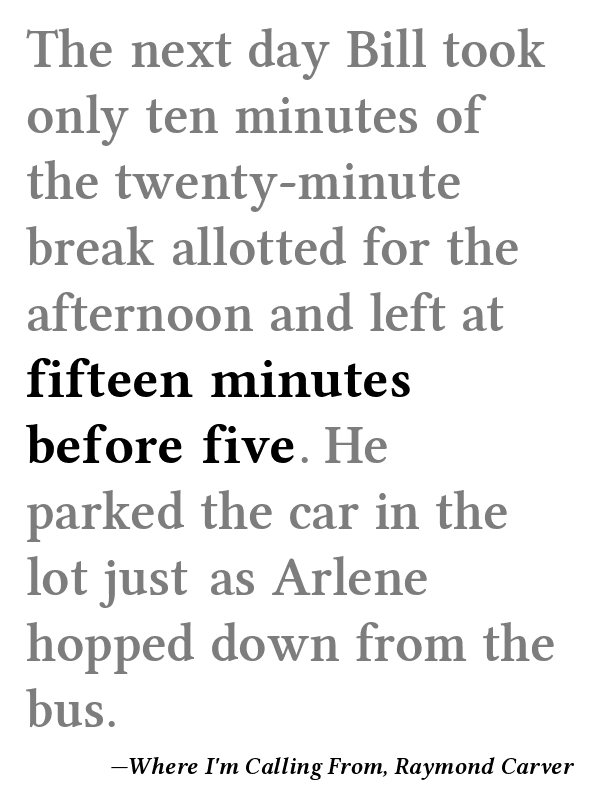 The next day Bill took
only ten minutes of
the twenty-minute
break allotted for the
afternoon and left at
fifteen minutes
before five. He
parked the car in the
lot just as Arlene
hopped down from the
bus.
—Where I'm Calling From, Raymond Carver